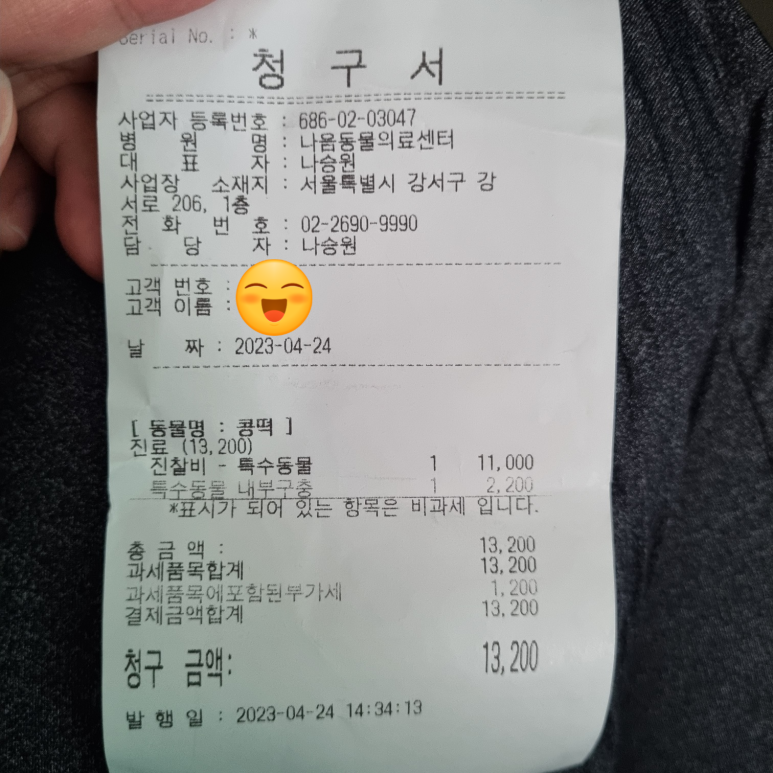 Serial No. : *
청 구 서
사업자 등록번호 : 686-02-03047
병 원 명 : 나음동물의료센터
대 표 자 : 나승원
사업장 소재지 : 서울특별시 강서구 강
서로 206, 1층
전 화 번 호 : 02-2690-9990
담 당 자 : 나승원
고객 번호 :
고객 이름 :
날 짜 : 2023-04-24
[ 동물명 : 콩떡 ]
진료 (13,200)
진찰비 - 특수동물 1 11,000
특수동물 내부구충 1 2,200
*표시가 되어 있는 항목은 비과세 입니다.
총 금 액 : 13,200
과세품목합계 13,200
과세품목에포함된부가세 1,200
결제금액합계 13,200
청구 금액: 13,200
발 행 일 : 2023-04-24 14:34:13